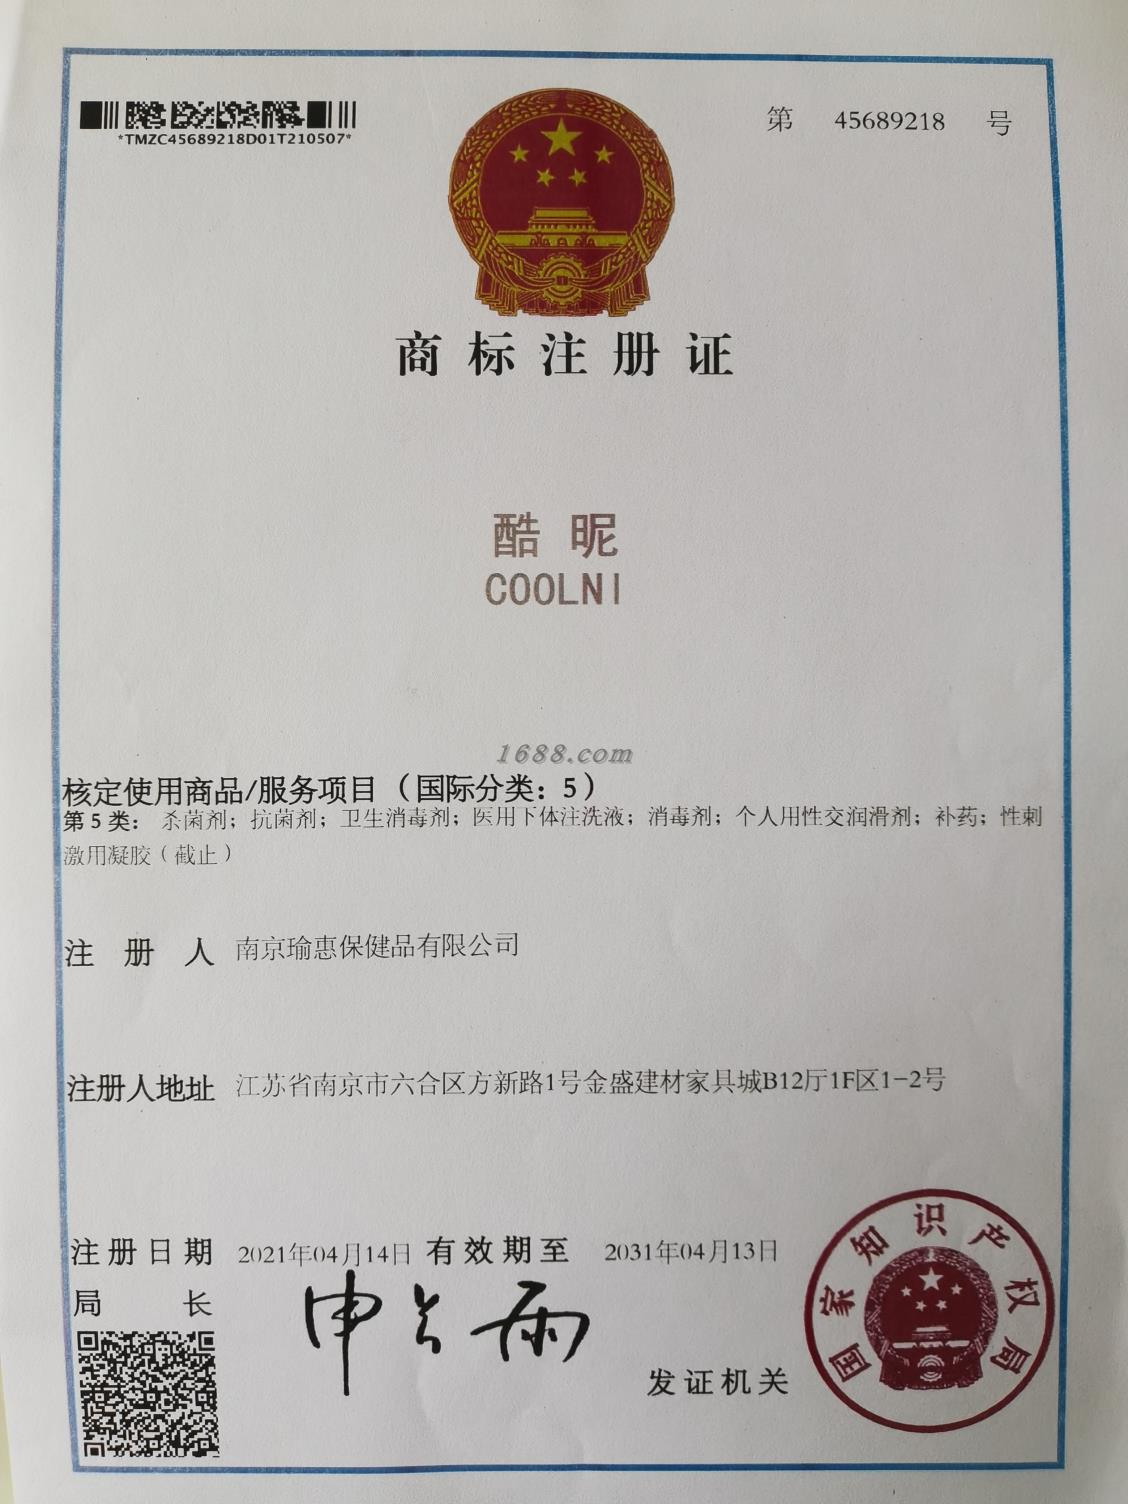 第 45689218 号
*TMZC45689218D01T210507*
商标注册证
酷昵
COOLNI
1688.com
核定使用商品/服务项目（国际分类：5）
第5类： 杀菌剂；抗菌剂；卫生消毒剂；医用下体注洗液；消毒剂；个人用性交润滑剂；补药；性刺
激用凝胶（截止）
注册人 南京瑜惠保健品有限公司
注册人地址 江苏省南京市六合区方新路1号金盛建材家具城B12厅1F区1-2号
注册日期 2021年04月14日 有效期至 2031年04月13日
局长 申长雨
发证机关
国家知识产权局